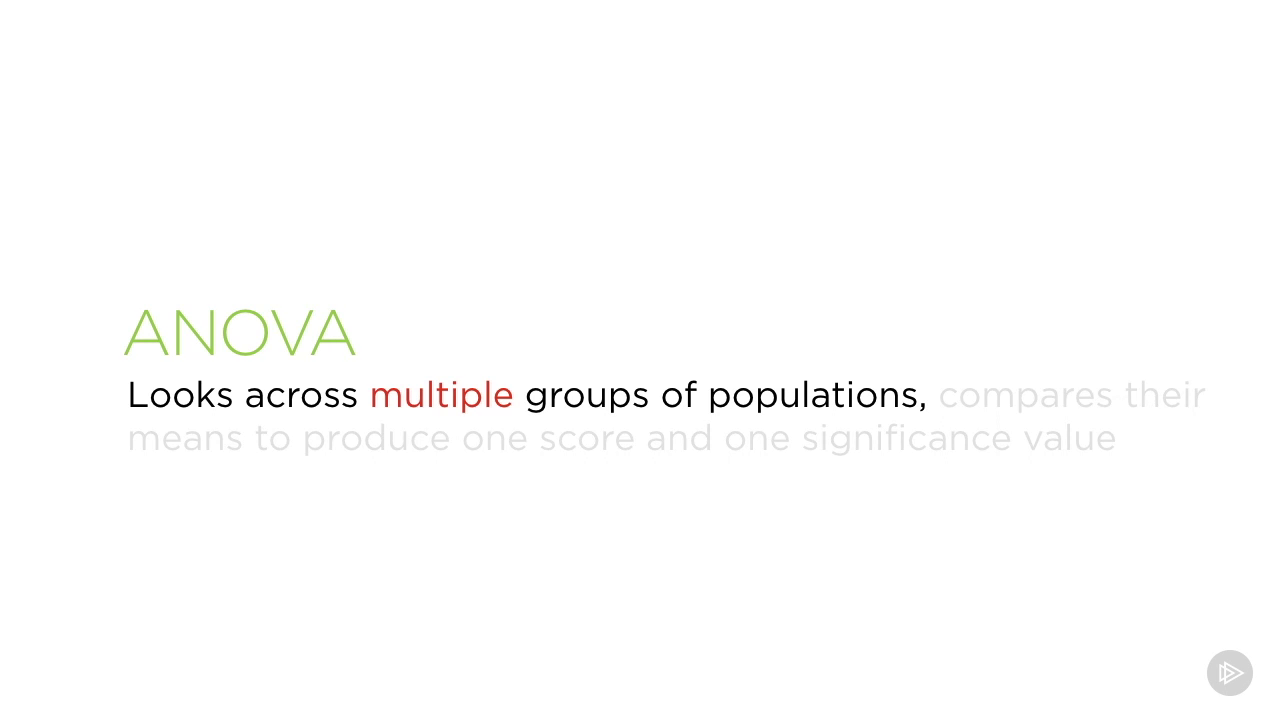 ANOVA
Looks across multiple groups of populations, compares their
means to produce one score and one significance value